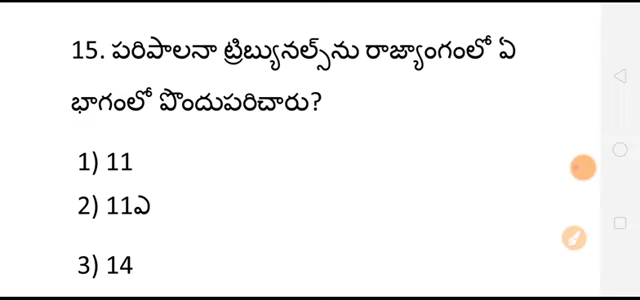 15. పరిపాలనా ట్రిబ్యునల్స్‌ను రాజ్యాంగంలో ఏ
భాగంలో పొందుపరిచారు?
1) 11
2) 11ఎ
3) 14